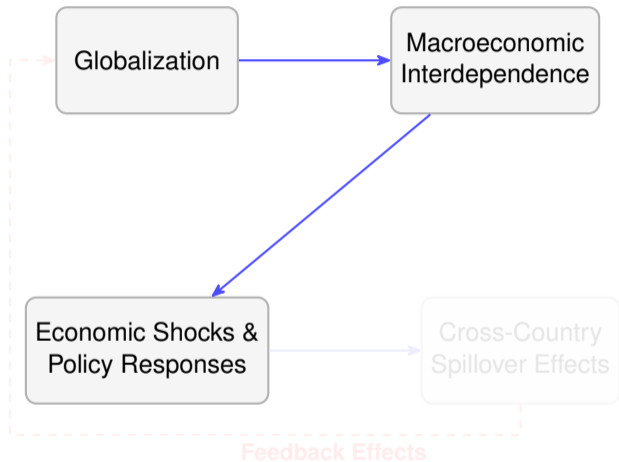 Globalization
Macroeconomic
Interdependence
Economic Shocks &
Policy Responses
Cross-Country
Spillover Effects
Feedback Effects